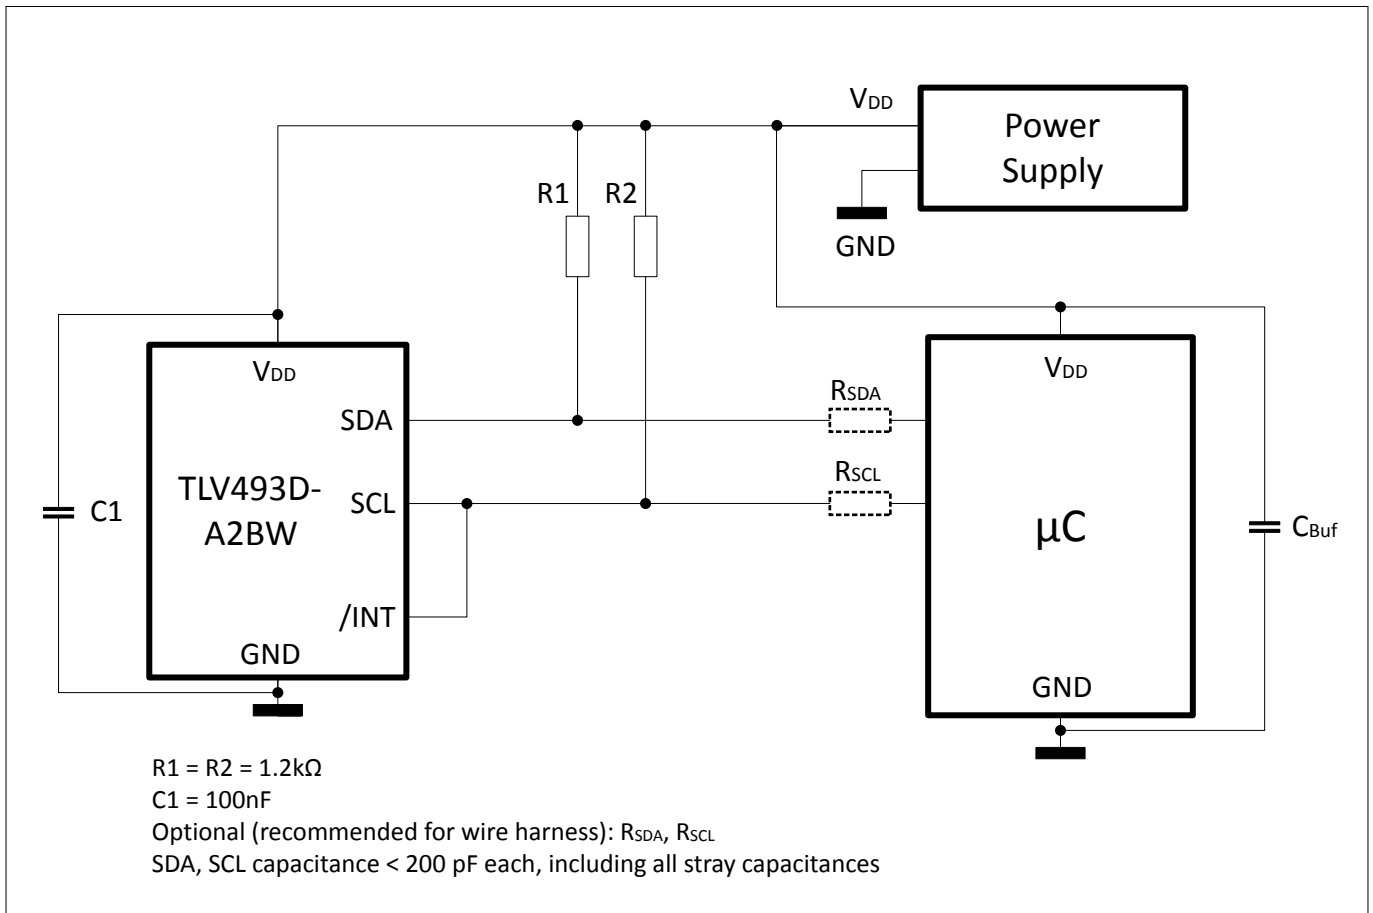 VDD
Power
Supply
GND
R1
R2
VDD
SDA
TLV493D-
A2BW
SCL
/INT
GND
C1
RSDA
RSCL
VDD
µC
GND
CBuf
R1 = R2 = 1.2kΩ
C1 = 100nF
Optional (recommended for wire harness): RSDA, RSCL
SDA, SCL capacitance < 200 pF each, including all stray capacitances